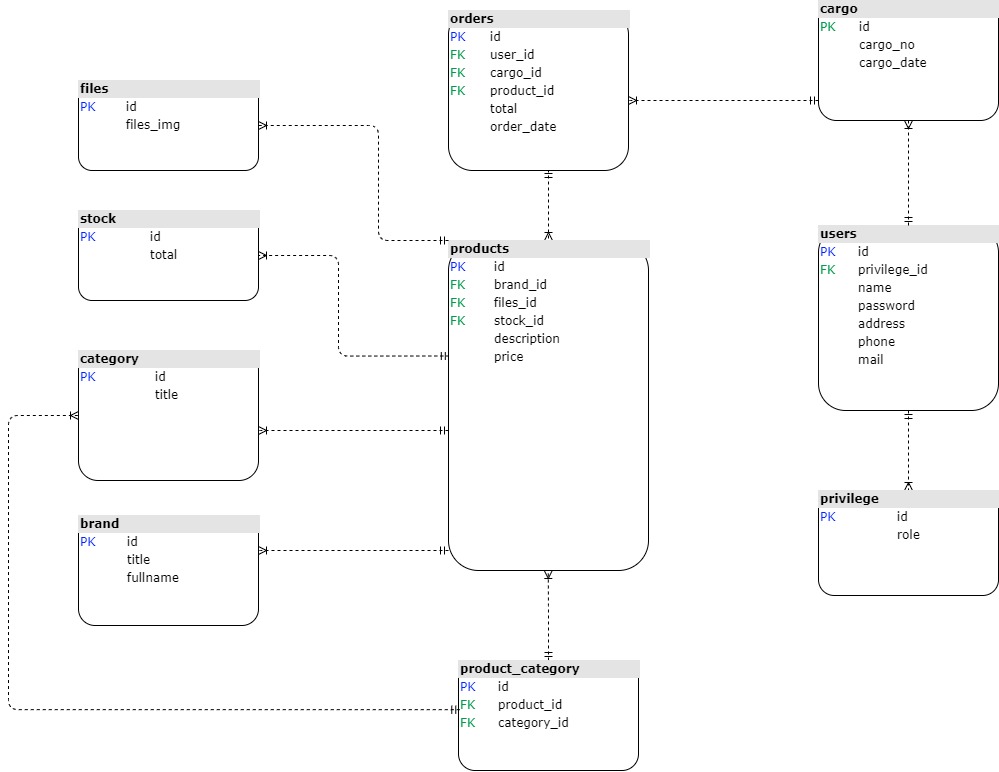 orders
PK id
FK user_id
FK cargo_id
FK product_id
total
order_date
cargo
PK id
cargo_no
cargo_date
files
PK id
files_img
stock
PK id
total
category
PK id
title
brand
PK id
title
fullname
products
PK id
FK brand_id
FK files_id
FK stock_id
description
price
users
PK id
FK privilege_id
name
password
address
phone
mail
privilege
PK id
role
product_category
PK id
FK product_id
FK category_id